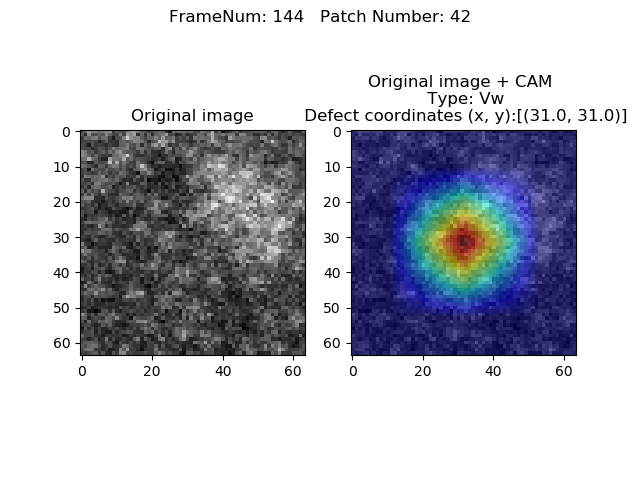 FrameNum: 144   Patch Number: 42
Original image
0
10
20
30
40
50
60
0 20 40 60
Original image + CAM
Type: Vw
Defect coordinates (x, y):[(31.0, 31.0)]
0
10
20
30
40
50
60
0 20 40 60